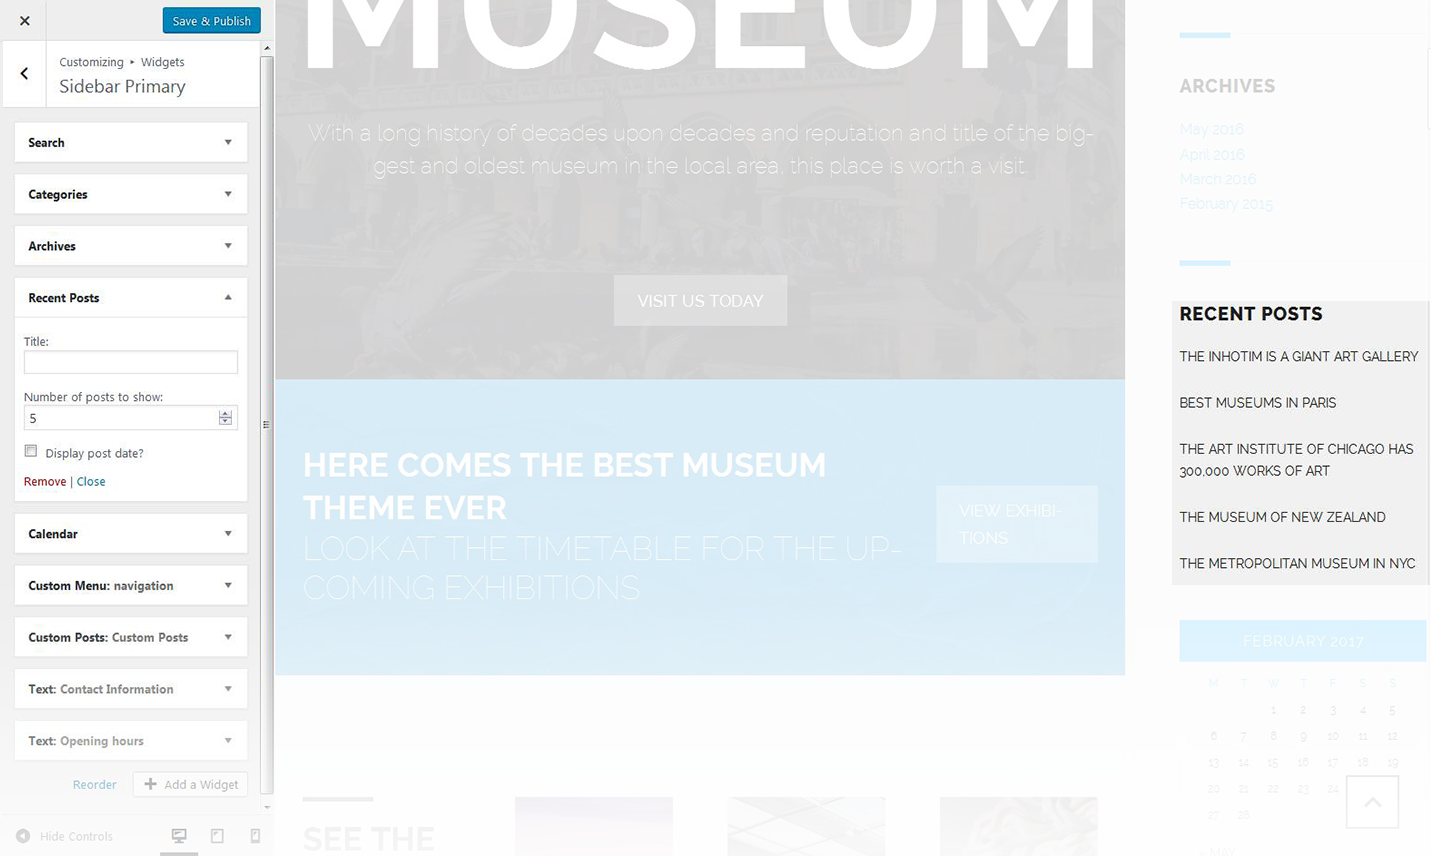 Save & Publish
Customizing ▸ Widgets
Sidebar Primary
Search
Categories
Archives
Recent Posts
Title:
Number of posts to show:
5
Display post date?
Remove | Close
Calendar
Custom Menu: navigation
Custom Posts: Custom Posts
Text: Contact Information
Text: Opening hours
Reorder
Add a Widget
Hide Controls
MUSEUM
With a long history of decades upon decades and reputation and title of the big-
gest and oldest museum in the local area, this place is worth a visit.
VISIT US TODAY
HERE COMES THE BEST MUSEUM
THEME EVER
LOOK AT THE TIMETABLE FOR THE UP-
COMING EXHIBITIONS
VIEW EXHIBI-
TIONS
SEE THE
ARCHIVES
May 2016
April 2016
March 2016
February 2015
RECENT POSTS
THE INHOTIM IS A GIANT ART GALLERY
BEST MUSEUMS IN PARIS
THE ART INSTITUTE OF CHICAGO HAS
300,000 WORKS OF ART
THE MUSEUM OF NEW ZEALAND
THE METROPOLITAN MUSEUM IN NYC
FEBRUARY 2017
M T W T F S S
1 2 3 4 5
6 7 8 9 10 11 12
13 14 15 16 17 18 19
20 21 22 23 24
27 28
MAY